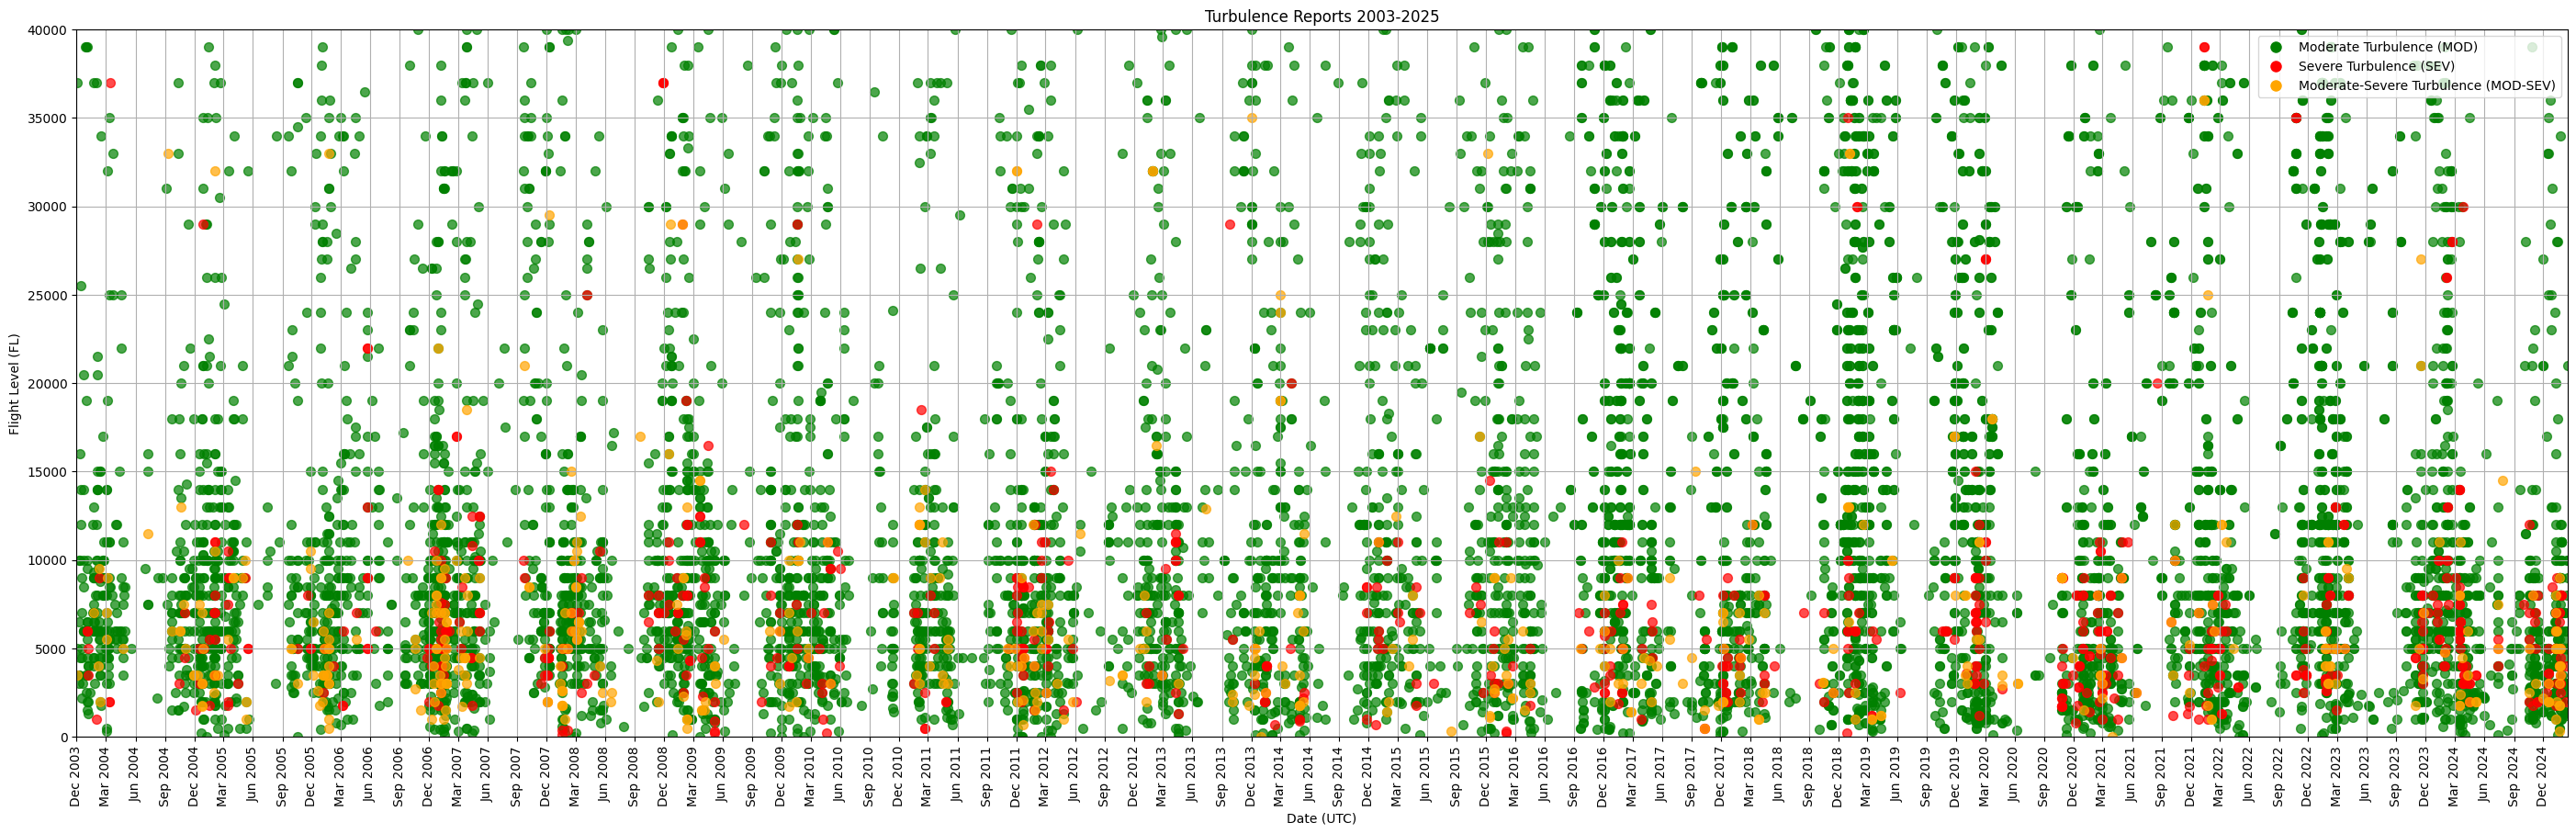 Turbulence Reports 2003-2025
40000
35000
30000
25000
20000
15000
10000
5000
0
Flight Level (FL)
Moderate Turbulence (MOD)
Severe Turbulence (SEV)
Moderate-Severe Turbulence (MOD-SEV)
Dec 2003
Mar 2004
Jun 2004
Sep 2004
Dec 2004
Mar 2005
Jun 2005
Sep 2005
Dec 2005
Mar 2006
Jun 2006
Sep 2006
Dec 2006
Mar 2007
Jun 2007
Sep 2007
Dec 2007
Mar 2008
Jun 2008
Sep 2008
Dec 2008
Mar 2009
Jun 2009
Sep 2009
Dec 2009
Mar 2010
Jun 2010
Sep 2010
Dec 2010
Mar 2011
Jun 2011
Sep 2011
Dec 2011
Mar 2012
Jun 2012
Sep 2012
Dec 2012
Mar 2013
Jun 2013
Sep 2013
Dec 2013
Mar 2014
Jun 2014
Sep 2014
Dec 2014
Mar 2015
Jun 2015
Sep 2015
Dec 2015
Mar 2016
Jun 2016
Sep 2016
Dec 2016
Mar 2017
Jun 2017
Sep 2017
Dec 2017
Mar 2018
Jun 2018
Sep 2018
Dec 2018
Mar 2019
Jun 2019
Sep 2019
Dec 2019
Mar 2020
Jun 2020
Sep 2020
Dec 2020
Mar 2021
Jun 2021
Sep 2021
Dec 2021
Mar 2022
Jun 2022
Sep 2022
Dec 2022
Mar 2023
Jun 2023
Sep 2023
Dec 2023
Mar 2024
Jun 2024
Sep 2024
Dec 2024
Date (UTC)